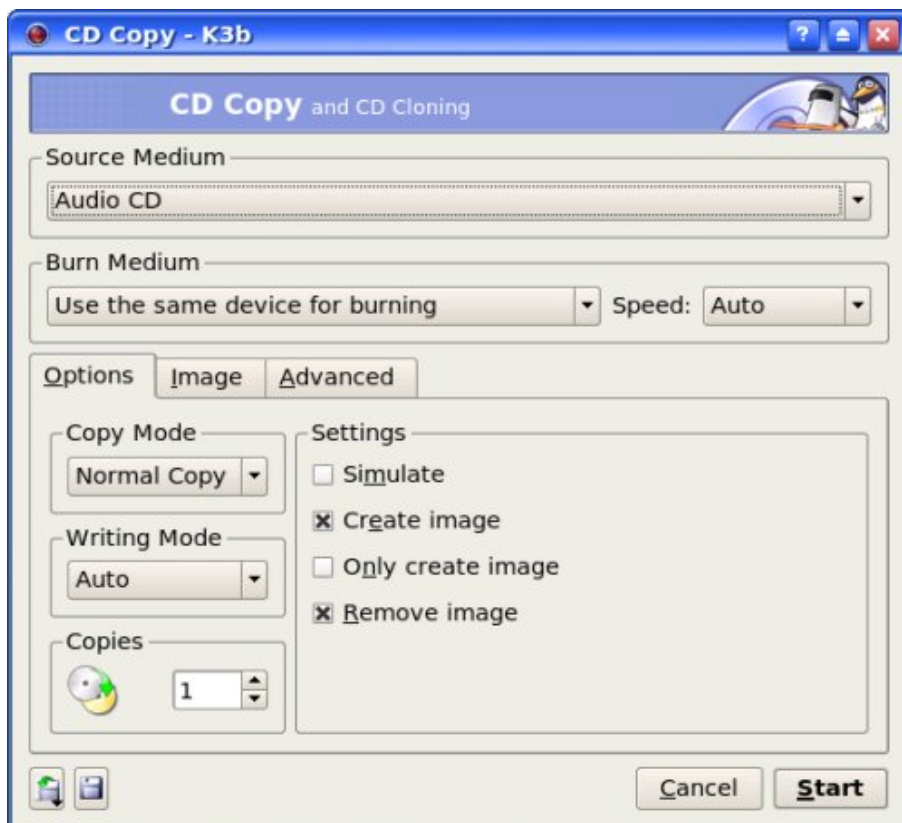 CD Copy - K3b
CD Copy and CD Cloning
Source Medium
Audio CD
Burn Medium
Use the same device for burning Speed: Auto
Options Image Advanced
Copy Mode Settings
Normal Copy Simulate
Create image
Writing Mode
Auto Only create image
Remove image
Copies
1
Cancel Start